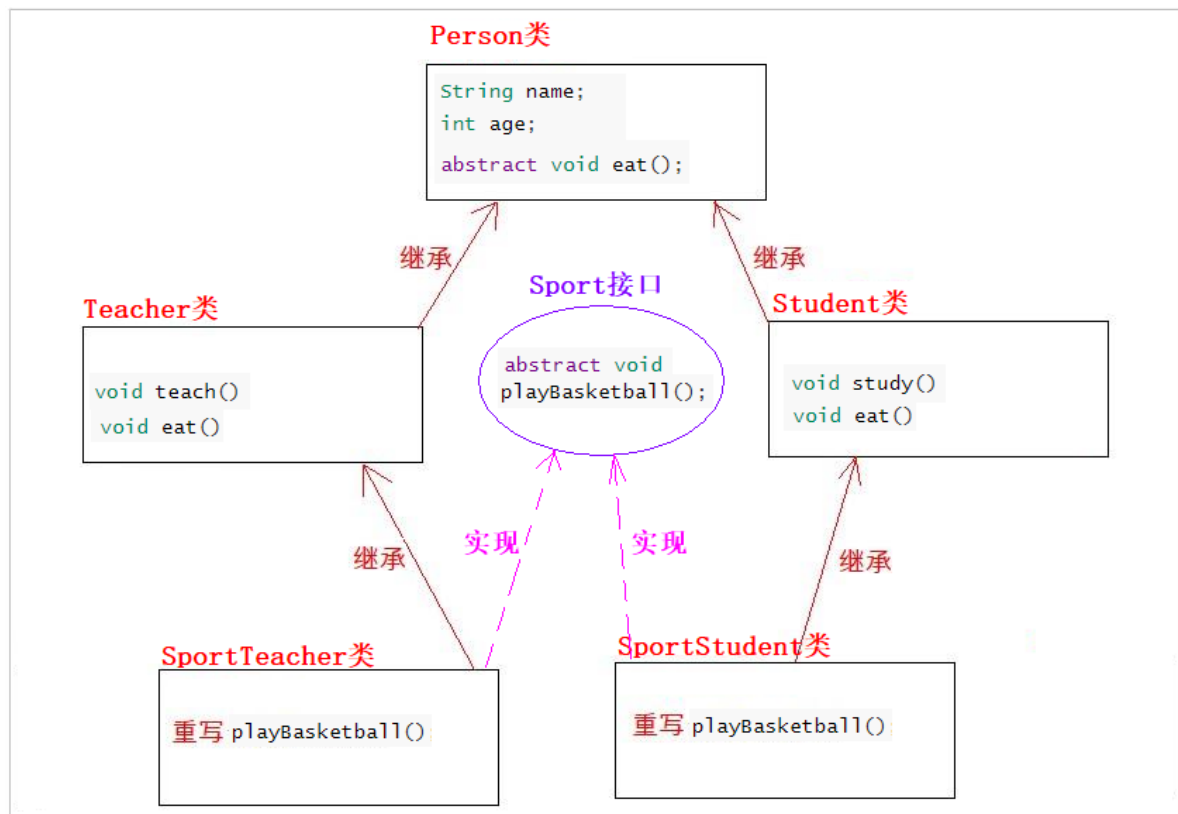 Person类
String name;
int age;
abstract void eat();
继承
继承
Sport接口
Teacher类
Student类
abstract void
playBasketball();
void teach()
void eat()
void study()
void eat()
继承
实现
实现
继承
SportTeacher类
SportStudent类
重写 playBasketball()
重写 playBasketball()